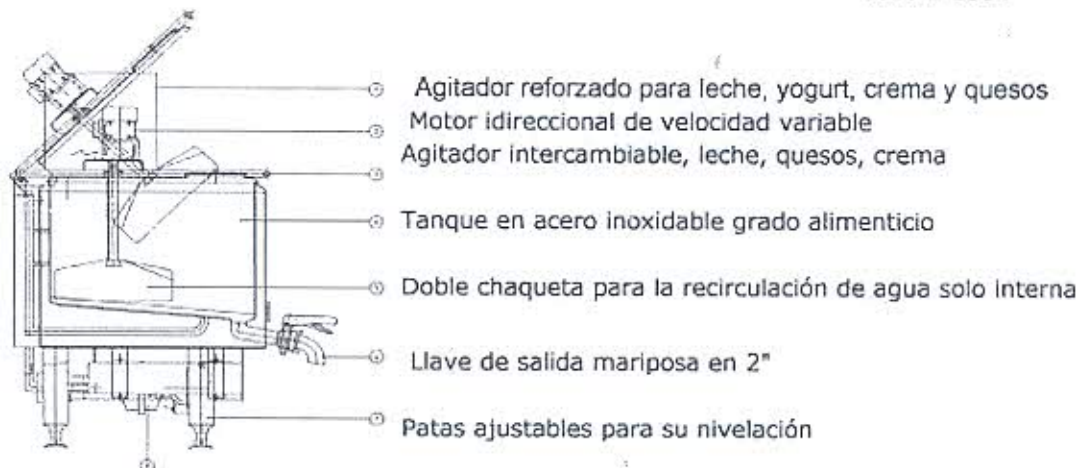 Agitador reforzado para leche, yogurt, crema y quesos
Motor idireccional de velocidad variable
Agitador intercambiable, leche, quesos, crema
Tanque en acero inoxidable grado alimenticio
Doble chaqueta para la recirculación de agua solo interna
Llave de salida mariposa en 2"
Patas ajustables para su nivelación